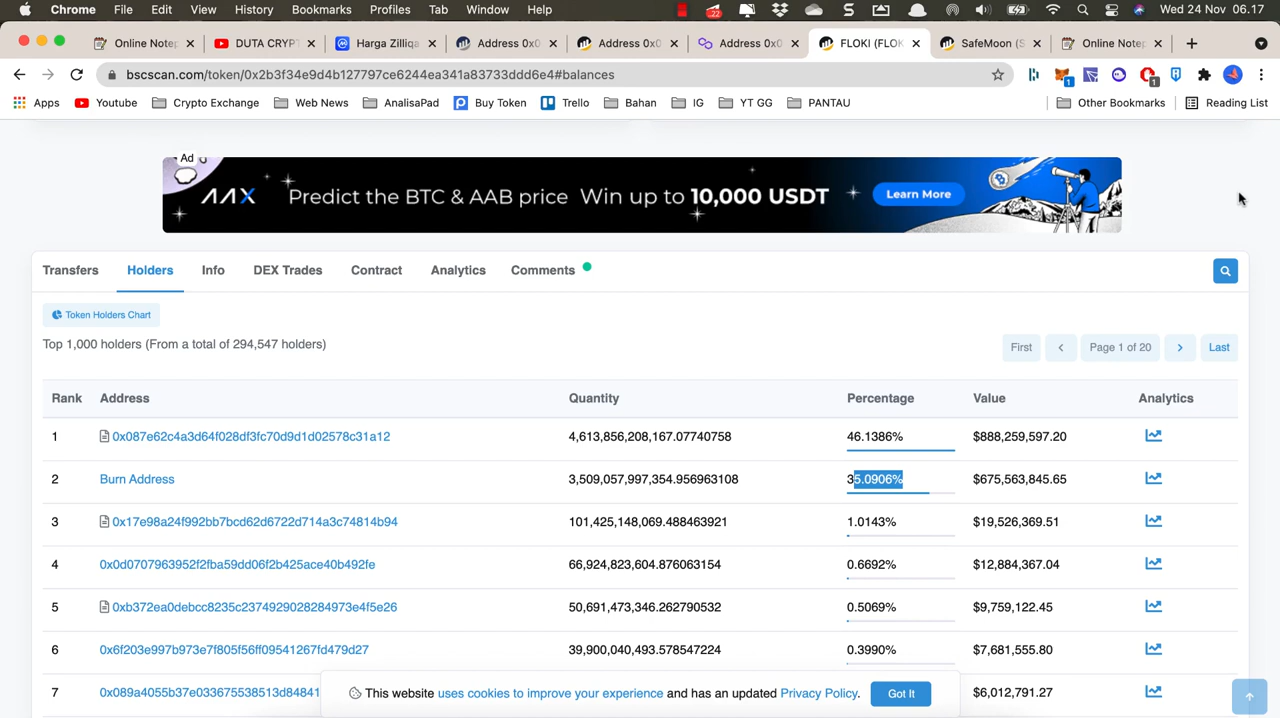 Chrome File Edit View History Bookmarks Profiles Tab Window Help 22 Wed 24 Nov 06.17
Online Notep DUTA CRYPT Harga Zilliqa Address 0x0 Address 0x0 Address 0x0 FLOKI (FLOK SafeMoon (S Online Notep
bscscan.com/token/0x2b3f34e9d4b127797ce6244ea341a83733ddd6e4#balances
Apps Youtube Crypto Exchange Web News AnalisaPad Buy Token Trello Bahan IG YT GG PANTAU Other Bookmarks Reading List
Ad
AAX Predict the BTC & AAB price Win up to 10,000 USDT Learn More
Transfers Holders Info DEX Trades Contract Analytics Comments
Token Holders Chart
Top 1,000 holders (From a total of 294,547 holders) First Page 1 of 20 Last
Rank Address Quantity Percentage Value Analytics
1 0x087e62c4a3d64f028df3fc70d9d1d02578c31a12 4,613,856,208,167.07740758 46.1386% $888,259,597.20
2 Burn Address 3,509,057,997,354.956963108 35.0906% $675,563,845.65
3 0x17e98a24f992bb7bcd62d6722d714a3c74814b94 101,425,148,069.488463921 1.0143% $19,526,369.51
4 0x0d0707963952f2fba59dd06f2b425ace40b492fe 66,924,823,604.876063154 0.6692% $12,884,367.04
5 0xb372ea0debcc8235c2374929028284973e4f5e26 50,691,473,346.262790532 0.5069% $9,759,122.45
6 0x6f203e997b973e7f805f56ff09541267fd479d27 39,900,040,493.578547224 0.3990% $7,681,555.80
7 0x089a4055b37e033675538513d84841 $6,012,791.27
This website uses cookies to improve your experience and has an updated Privacy Policy. Got It